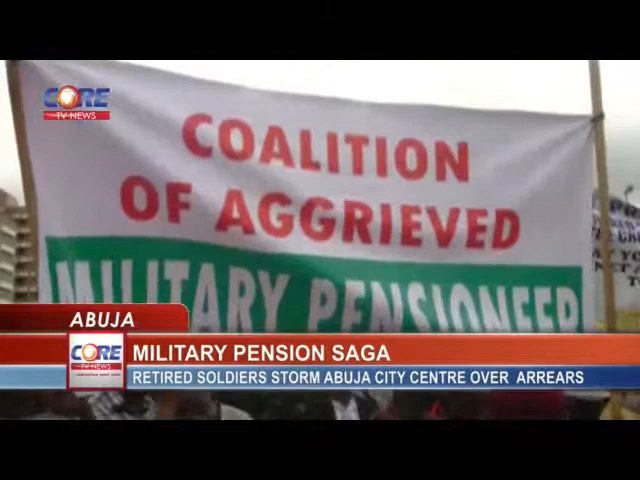 CORE
TV NEWS
COALITION
OF AGGRIEVED
MILITARY PENSIONEER
ABUJA
CORE
TV NEWS
MILITARY PENSION SAGA
RETIRED SOLDIERS STORM ABUJA CITY CENTRE OVER ARREARS